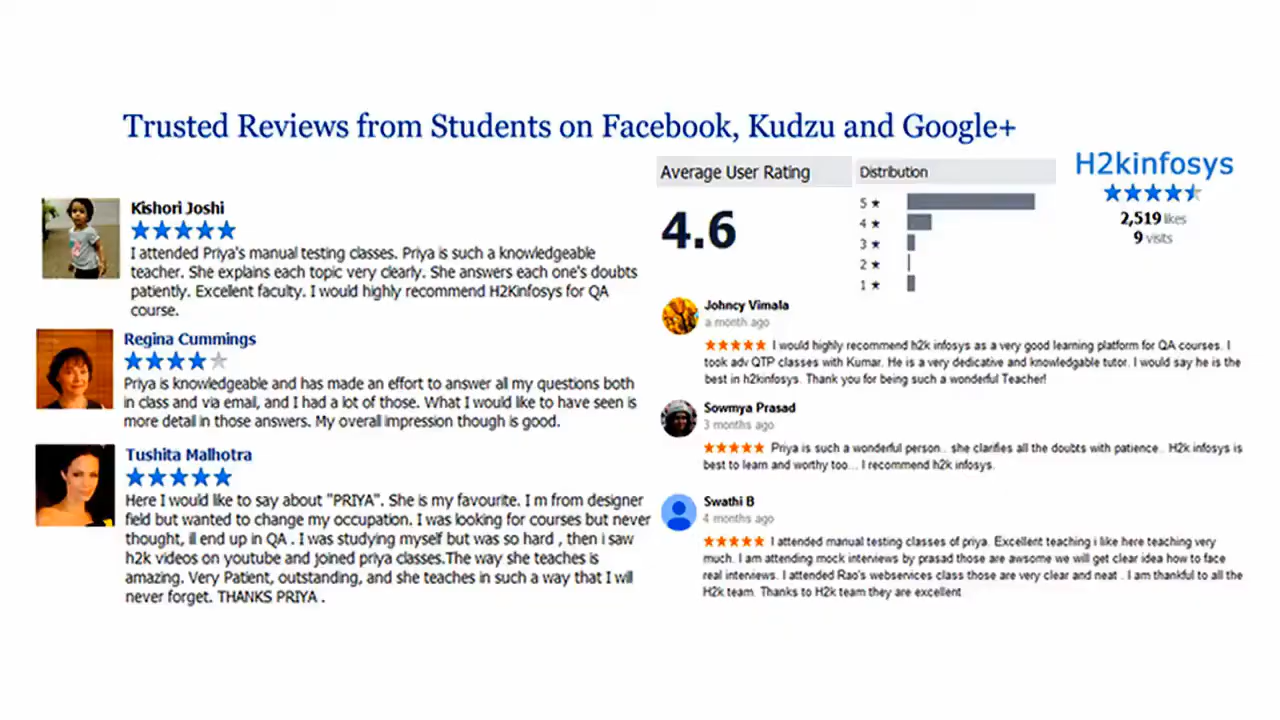 Trusted Reviews from Students on Facebook, Kudzu and Google+
Kishori Joshi
I attended Priya's manual testing classes. Priya is such a knowledgeable
teacher. She explains each topic very clearly. She answers each one's doubts
patiently. Excellent faculty. I would highly recommend H2Kinfosys for QA
course.
Regina Cummings
Priya is knowledgeable and has made an effort to answer all my questions both
in class and via email, and I had a lot of those. What I would like to have seen is
more detail in those answers. My overall impression though is good.
Tushita Malhotra
Here I would like to say about "PRIYA". She is my favourite. I m from designer
field but wanted to change my occupation. I was looking for courses but never
thought, ill end up in QA . I was studying myself but was so hard , then i saw
h2k videos on youtube and joined priya classes.The way she teaches is
amazing. Very Patient, outstanding, and she teaches in such a way that I will
never forget. THANKS PRIYA .
Average User Rating
4.6
Distribution
5 ★
4 ★
3 ★
2 ★
1 ★
H2kinfosys
2,519 likes
9 visits
Johncy Vimala
a month ago
★★★★★ I would highly recommend h2k infosys as a very good learning platform for QA courses. I
took adv QTP classes with Kumar. He is a very dedicative and knowledgable tutor. I would say he is the
best in h2kinfosys. Thank you for being such a wonderful Teacher!
Sowmya Prasad
3 months ago
★★★★★ Priya is such a wonderful person.. she clarifies all the doubts with patience.. H2k infosys is
best to learn and worthy too... I recommend h2k infosys.
Swathi B
4 months ago
★★★★★ I attended manual testing classes of priya. Excellent teaching i like here teaching very
much. I am attending mock interviews by prasad those are awsome we will get clear idea how to face
real interviews. I attended Rao's webservices class those are very clear and neat . I am thankful to all the
H2k team. Thanks to H2k team they are excellent